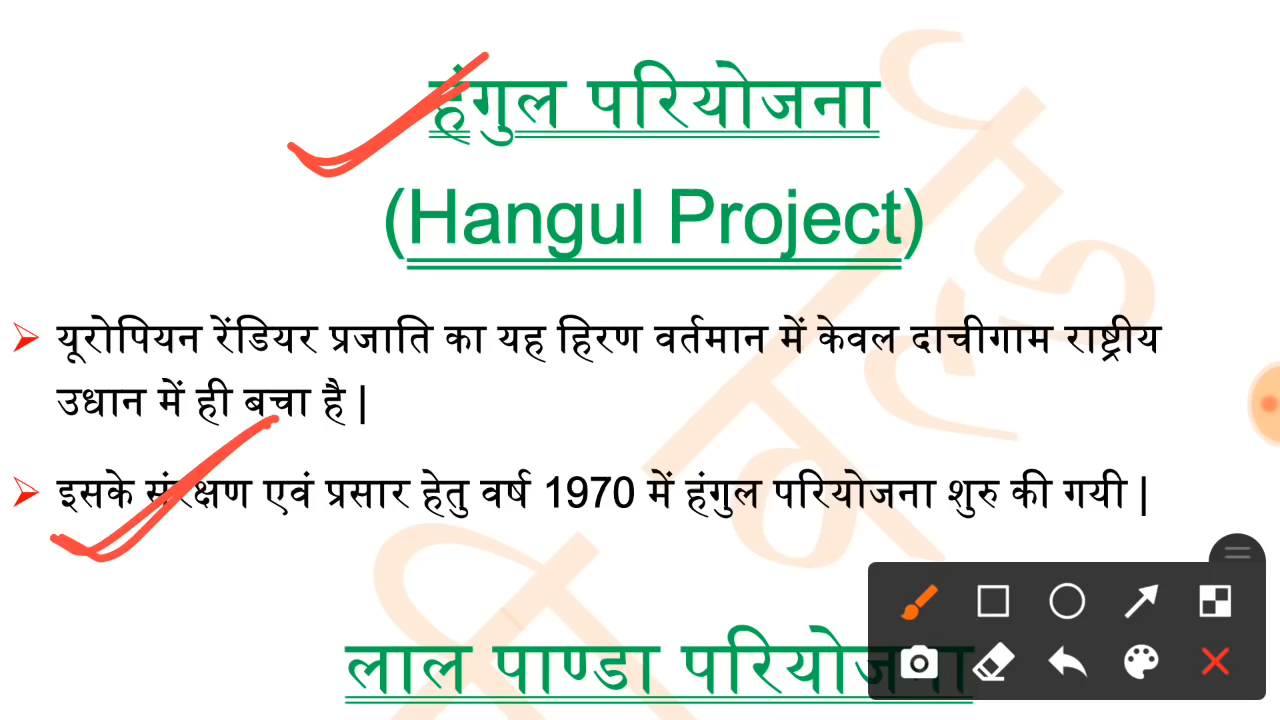 हंगुल परियोजना
(Hangul Project)
➢ यूरोपियन रेंडियर प्रजाति का यह हिरण वर्तमान में केवल दाचीगाम राष्ट्रीय
उधान में ही बचा है |
➢ इसके संरक्षण एवं प्रसार हेतु वर्ष 1970 में हंगुल परियोजना शुरु की गयी |
लाल पाण्डा परियोजना